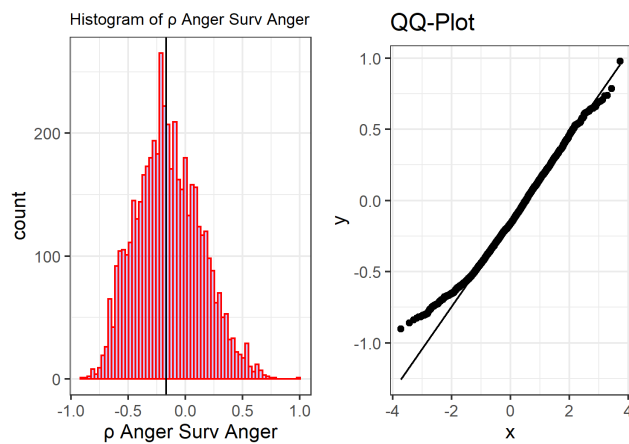 Histogram of ρ Anger Surv Anger
count
200
100
0
-1.0 -0.5 0.0 0.5 1.0
ρ Anger Surv Anger
QQ-Plot
y
1.0
0.5
0.0
-0.5
-1.0
-4 -2 0 2 4
x